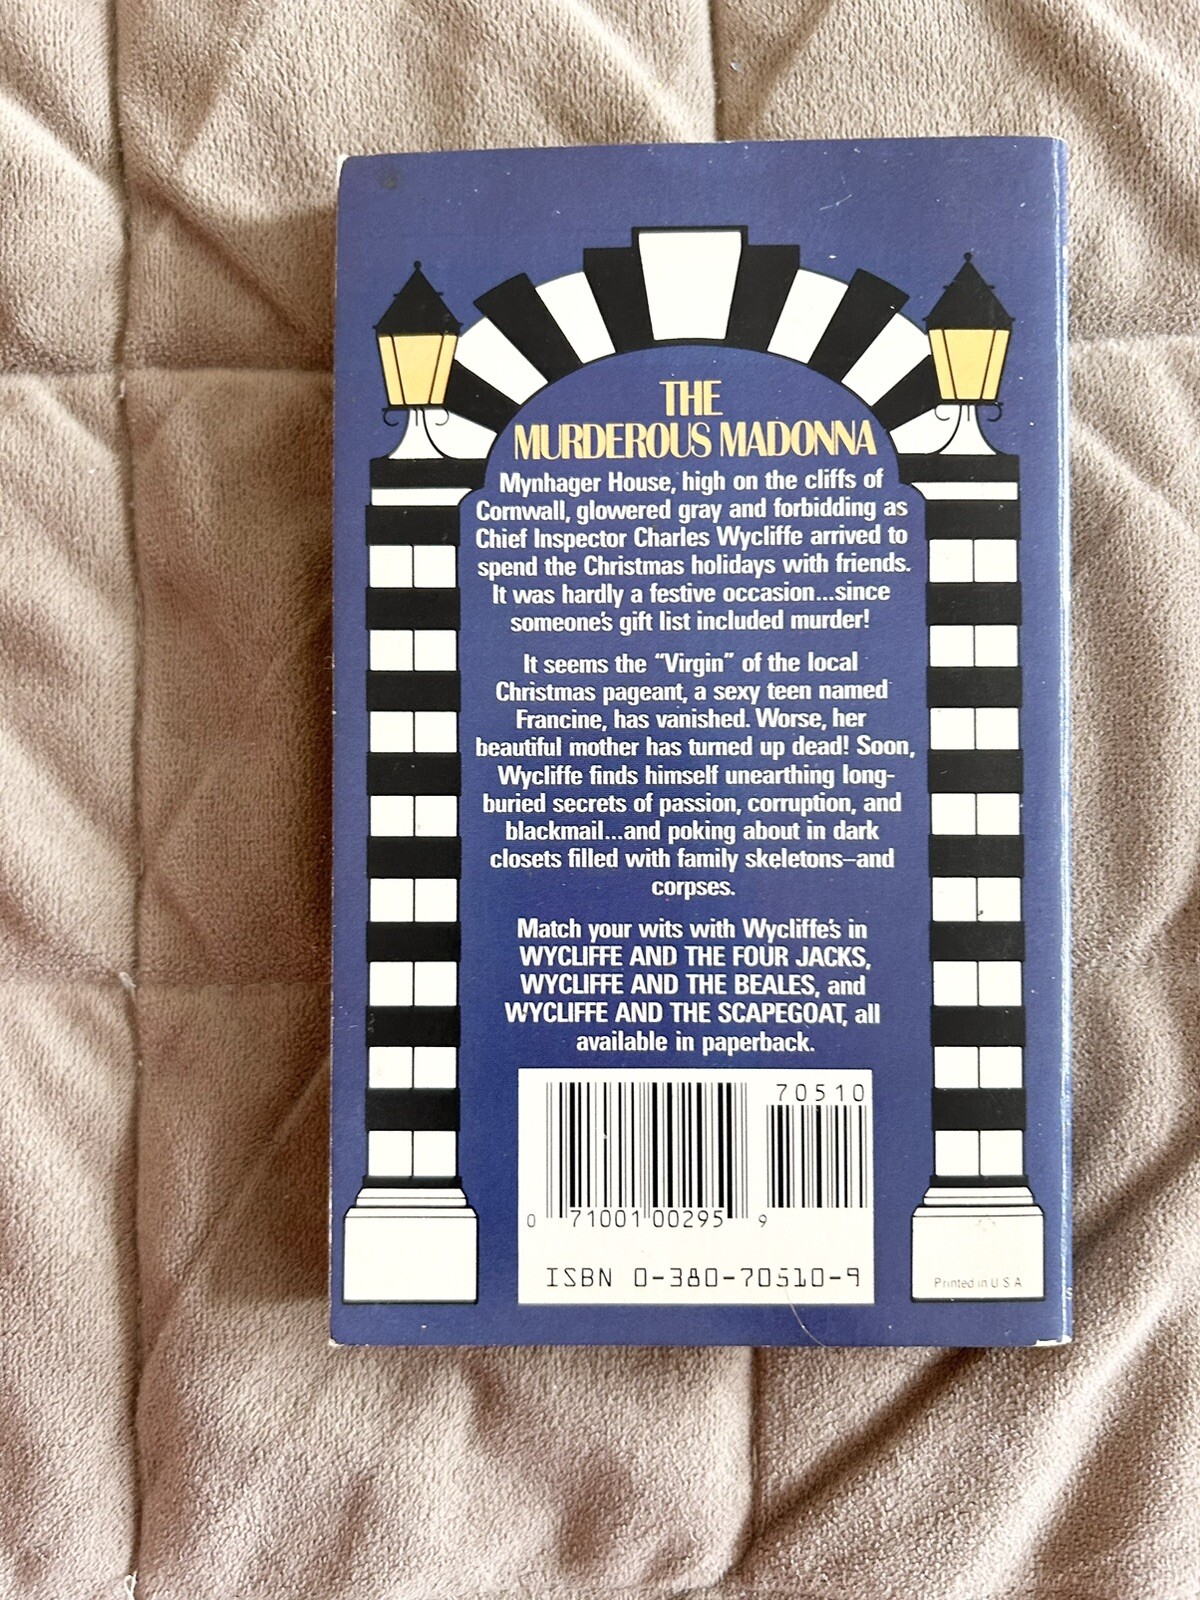 THE
MURDEROUS MADONNA
Mynhager House, high on the cliffs of
Cornwall, glowered gray and forbidding as
Chief Inspector Charles Wycliffe arrived to
spend the Christmas holidays with friends.
It was hardly a festive occasion...since
someone's gift list included murder!
It seems the "Virgin" of the local
Christmas pageant, a sexy teen named
Francine, has vanished. Worse, her
beautiful mother has turned up dead! Soon,
Wycliffe finds himself unearthing long-
buried secrets of passion, corruption, and
blackmail...and poking about in dark
closets filled with family skeletons—and
corpses.
Match your wits with Wycliffe's in
WYCLIFFE AND THE FOUR JACKS,
WYCLIFFE AND THE BEALES, and
WYCLIFFE AND THE SCAPEGOAT, all
available in paperback.
70510
0 71001 00295 9
ISBN 0-380-70510-9
Printed in U S A